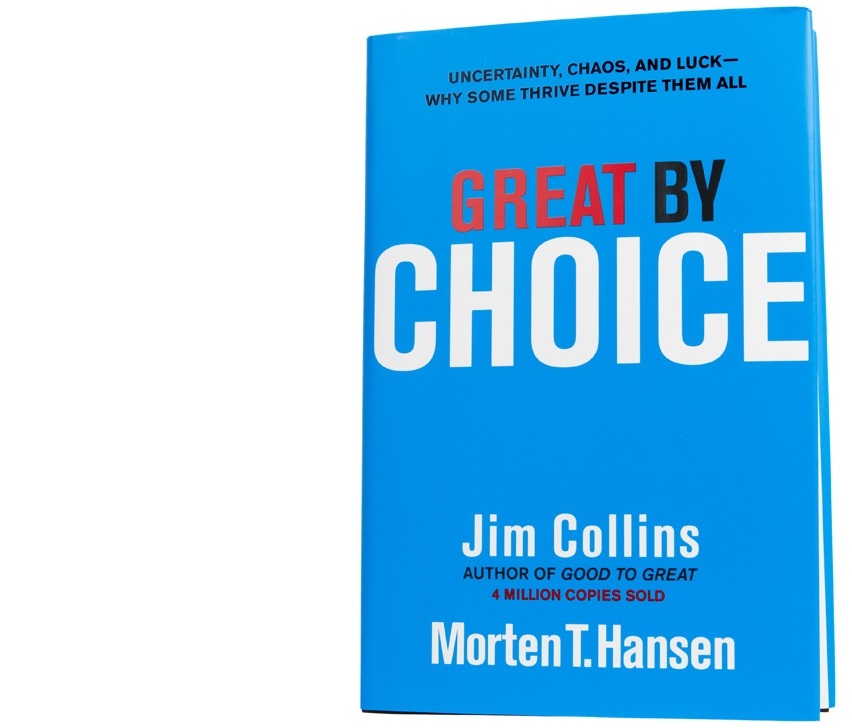 UNCERTAINTY, CHAOS, AND LUCK—
WHY SOME THRIVE DESPITE THEM ALL
GREAT BY
CHOICE
Jim Collins
AUTHOR OF GOOD TO GREAT
4 MILLION COPIES SOLD
Morten T. Hansen